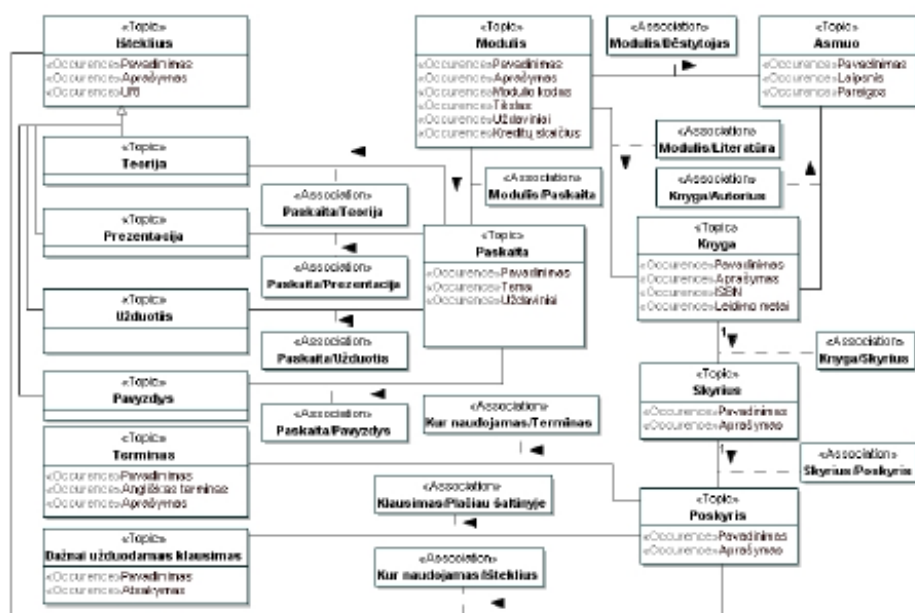 «Topic»
Išteklius
«Occurence»Pavadinimas
«Occurence»Aprašymas
«Occurence»URI
«Topic»
Teorija
«Topic»
Prezentacija
«Topic»
Užduotis
«Topic»
Pavyzdys
«Topic»
Terminas
«Occurence»Pavadinimas
«Occurence»Angliškas terminas
«Occurence»Aprašymas
«Topic»
Dažnai užduodamas klausimas
«Occurence»Pavadinimas
«Occurence»Atsakymas
«Association»
Paskaita/Teorija
«Association»
Paskaita/Prezentacija
«Association»
Paskaita/Užduotis
«Association»
Paskaita/Pavyzdys
«Topic»
Modulis
«Occurence»Pavadinimas
«Occurence»Aprašymas
«Occurence»Modulio kodas
«Occurence»Tikslas
«Occurence»Uždaviniai
«Occurence»Kreditų skaičius
«Association»
Modulis/Paskaita
«Topic»
Paskaita
«Occurence»Pavadinimas
«Occurence»Tema
«Occurence»Uždaviniai
«Association»
Kur naudojamas/Terminas
«Association»
Klausimas/Plačiau šaltinyje
«Association»
Kur naudojamas/Išteklius
«Association»
Modulis/Dėstytojas
«Topic»
Asmuo
«Occurence»Pavadinimas
«Occurence»Laipsnis
«Occurence»Pareigos
«Association»
Modulis/Literatūra
«Association»
Knyga/Autorius
«Topic»
Knyga
«Occurence»Pavadinimas
«Occurence»Aprašymas
«Occurence»ISBN
«Occurence»Leidimo metai
1
«Association»
Knyga/Skyrius
«Topic»
Skyrius
«Occurence»Pavadinimas
«Occurence»Aprašymas
1
«Association»
Skyrius/Poskyris
«Topic»
Poskyris
«Occurence»Pavadinimas
«Occurence»Aprašymas